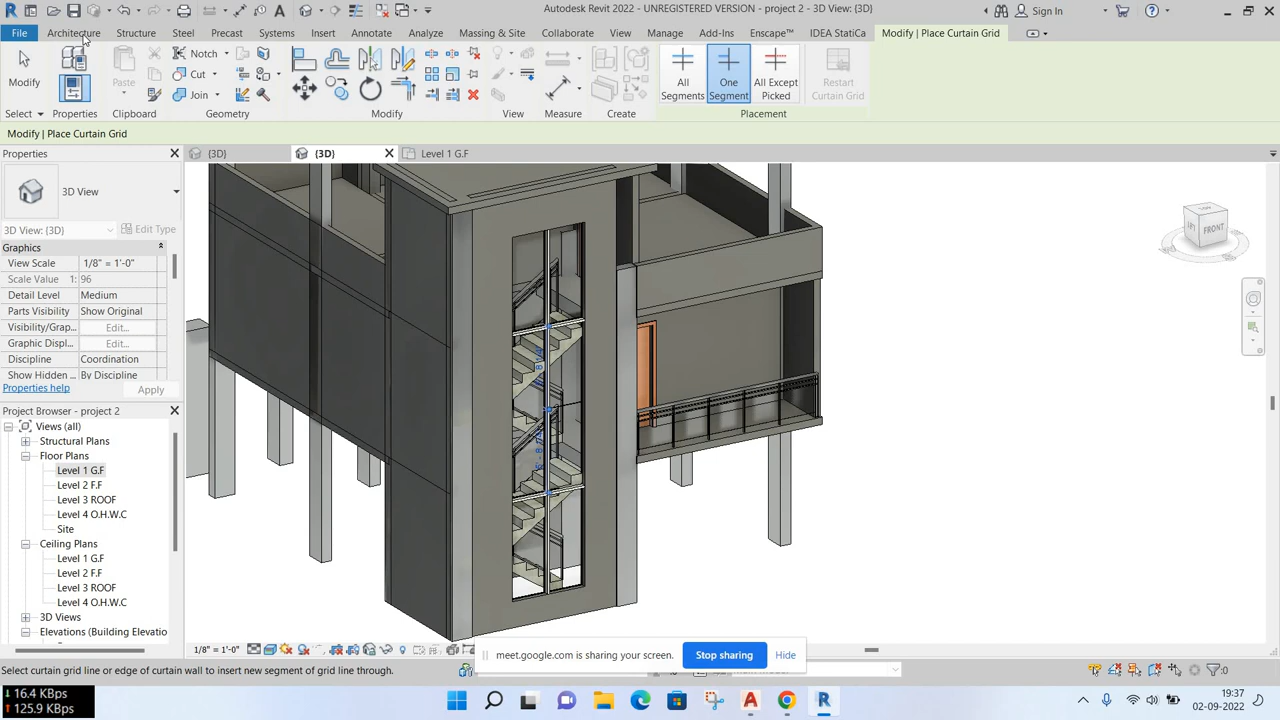 Autodesk Revit 2022 - UNREGISTERED VERSION - project 2 - 3D View: {3D}
Sign In
File
Architecture
Structure
Steel
Precast
Systems
Insert
Annotate
Analyze
Massing & Site
Collaborate
View
Manage
Add-Ins
Enscape™
IDEA StatiCa
Modify | Place Curtain Grid
Modify
Paste
Notch
Cut
Join
All Segments
One Segment
All Except Picked
Restart Curtain Grid
Select
Properties
Clipboard
Geometry
Modify
View
Measure
Create
Placement
Modify | Place Curtain Grid
Properties
{3D}
{3D}
Level 1 G.F
3D View
3D View: {3D}
Edit Type
Graphics
View Scale 1/8" = 1'-0"
Scale Value 1: 96
Detail Level Medium
Parts Visibility Show Original
Visibility/Grap... Edit...
Graphic Displ... Edit...
Discipline Coordination
Show Hidden ... By Discipline
Properties help
Apply
Project Browser - project 2
Views (all)
Structural Plans
Floor Plans
Level 1 G.F
Level 2 F.F
Level 3 ROOF
Level 4 O.H.W.C
Site
Ceiling Plans
Level 1 G.F
Level 2 F.F
Level 3 ROOF
Level 4 O.H.W.C
3D Views
Elevations (Building Elevatio
FRONT
1/8" = 1'-0"
meet.google.com is sharing your screen.
Stop sharing
Hide
Select curtain grid line or edge of curtain wall to insert new segment of grid line through.
:0
16.4 KBps
125.9 KBps
19:37
02-09-2022